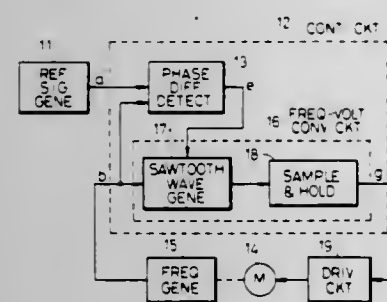 12 CONT CKT
11
13
REF
SIG
GENE
a
PHASE
DIFF
DETECT
e
17
16 FREQ-VOLT
CONV CKT
18
b
SAWTOOTH
WAVE
GENE
SAMPLE
& HOLD
g
15
14
19
FREQ
GENE
M
DRIV
CKT